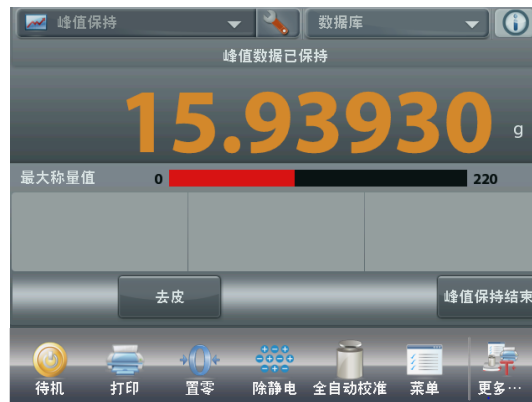 峰值保持
数据库
峰值数据已保持
15.93930 g
最大称量值 0 220
去皮
峰值保持结束
待机 打印 置零 除静电 全自动校准 菜单 更多…